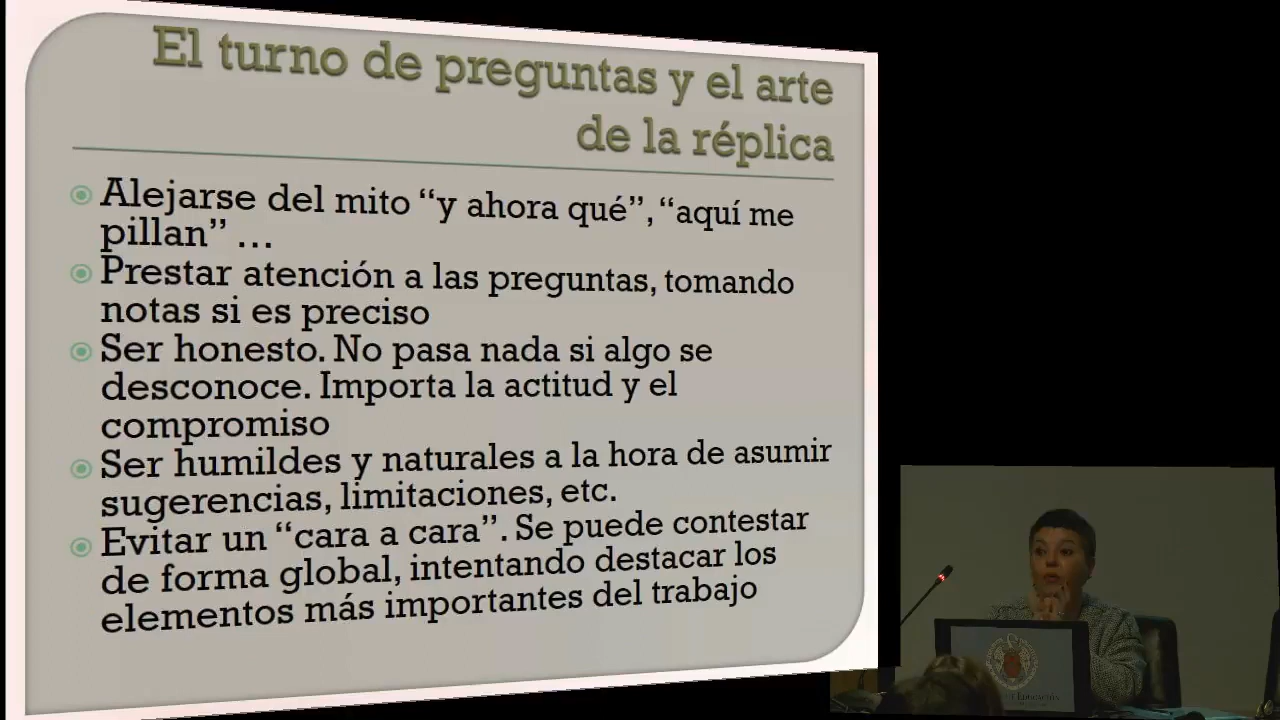 El turno de preguntas y el arte
de la réplica
Alejarse del mito “y ahora qué”, “aquí me
pillan” ...
Prestar atención a las preguntas, tomando
notas si es preciso
Ser honesto. No pasa nada si algo se
desconoce. Importa la actitud y el
compromiso
Ser humildes y naturales a la hora de asumir
sugerencias, limitaciones, etc.
Evitar un “cara a cara”. Se puede contestar
de forma global, intentando destacar los
elementos más importantes del trabajo